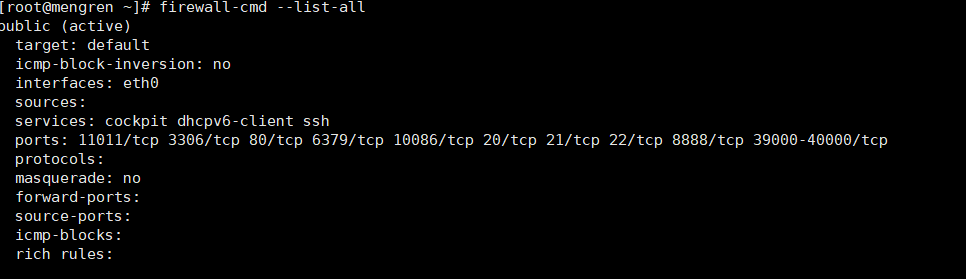 [root@mengren ~]# firewall-cmd --list-all
public (active)
  target: default
  icmp-block-inversion: no
  interfaces: eth0
  sources:
  services: cockpit dhcpv6-client ssh
  ports: 11011/tcp 3306/tcp 80/tcp 6379/tcp 10086/tcp 20/tcp 21/tcp 22/tcp 8888/tcp 39000-40000/tcp
  protocols:
  masquerade: no
  forward-ports:
  source-ports:
  icmp-blocks:
  rich rules: